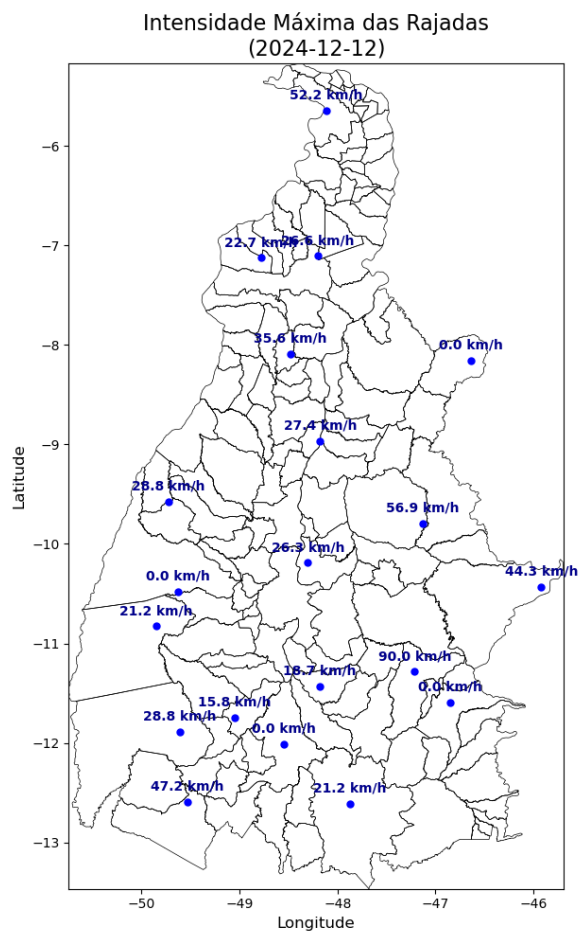 Intensidade Máxima das Rajadas
(2024-12-12)
52.2 km/h
−6
22.7 km/h
26.6 km/h
−7
35.6 km/h
0.0 km/h
−8
27.4 km/h
−9
28.8 km/h
56.9 km/h
Latitude
−10
26.3 km/h
44.3 km/h
0.0 km/h
21.2 km/h
−11
90.0 km/h
18.7 km/h
0.0 km/h
15.8 km/h
28.8 km/h
0.0 km/h
−12
47.2 km/h
21.2 km/h
−13
−50
−49
−48
−47
−46
Longitude